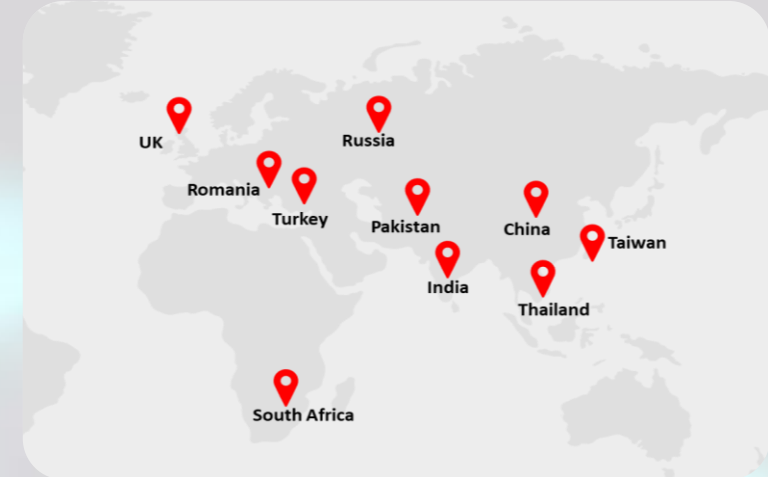 UK
Russia
Romania
Turkey
Pakistan
China
Taiwan
India
Thailand
South Africa